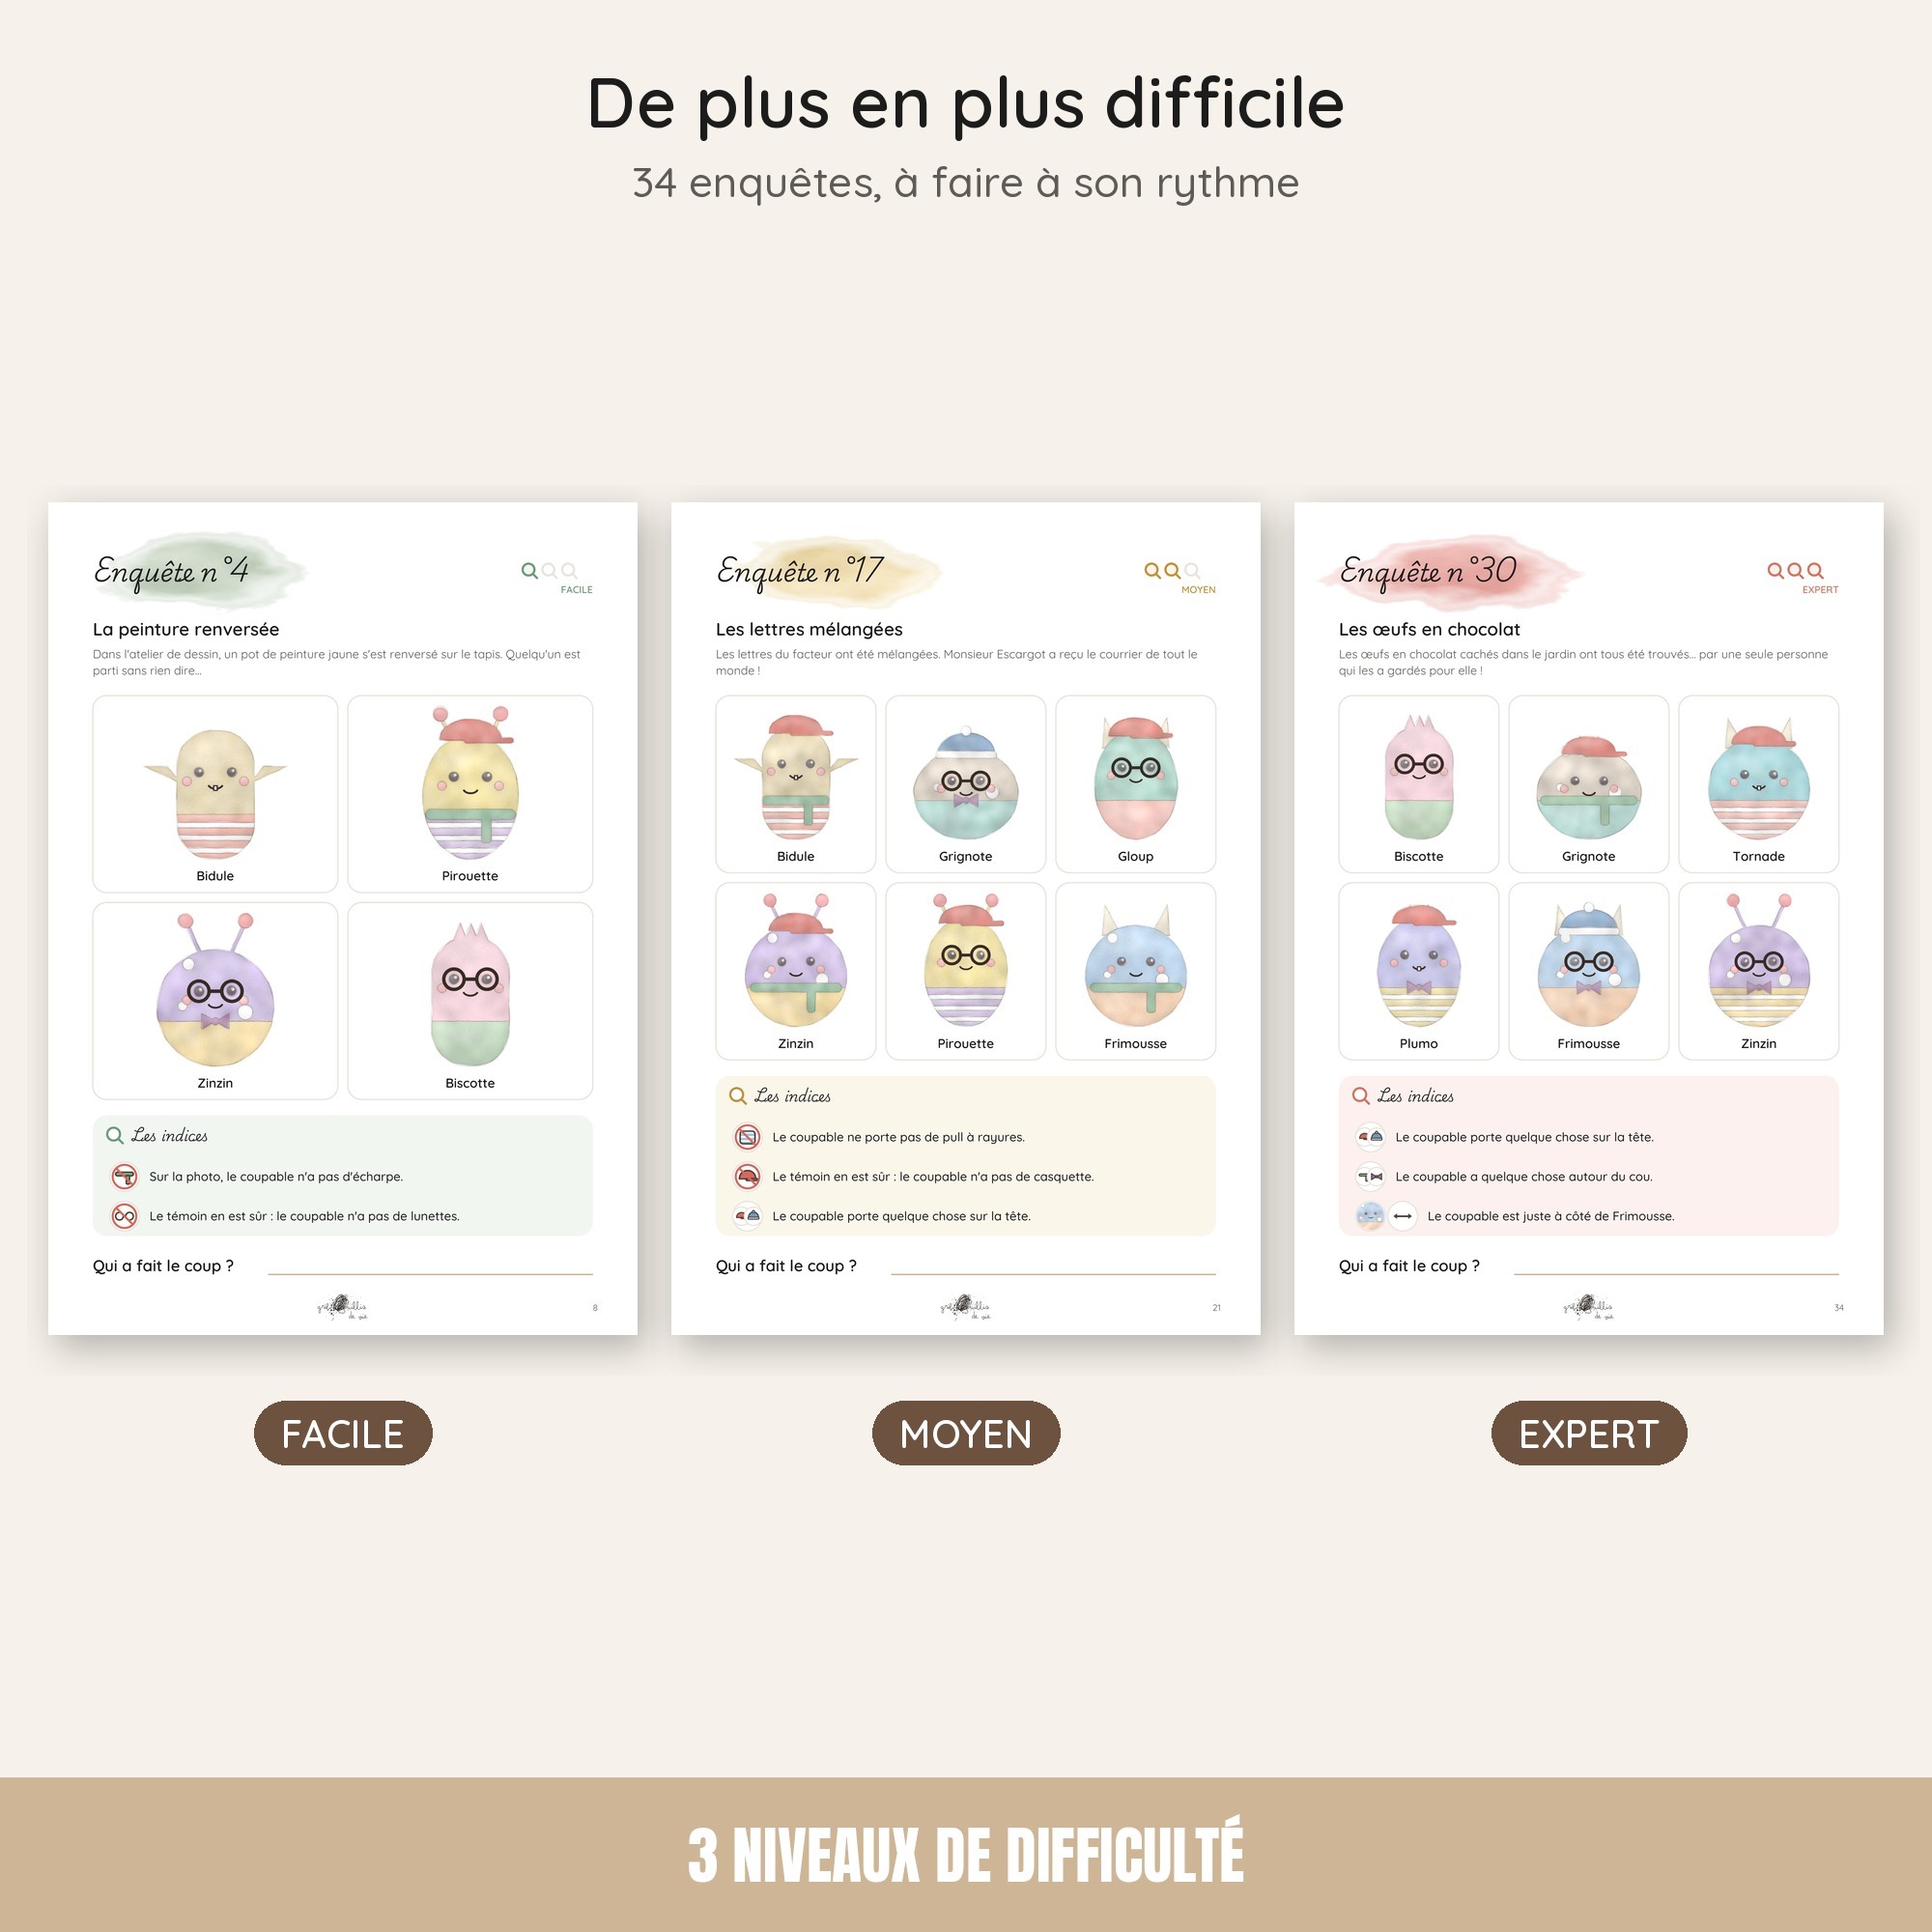 De plus en plus difficile
34 enquêtes, à faire à son rythme
Enquête n°4
FACILE
La peinture renversée
Dans l'atelier de dessin, un pot de peinture jaune s'est renversé sur le tapis. Quelqu'un est
parti sans rien dire...
Bidule
Pirouette
Zinzin
Biscotte
Les indices
Sur la photo, le coupable n'a pas d'écharpe.
Le témoin en est sûr : le coupable n'a pas de lunettes.
Qui a fait le coup ?
8
Enquête n°17
MOYEN
Les lettres mélangées
Les lettres du facteur ont été mélangées. Monsieur Escargot a reçu le courrier de tout le
monde !
Bidule
Grignote
Gloup
Zinzin
Pirouette
Frimousse
Les indices
Le coupable ne porte pas de pull à rayures.
Le témoin en est sûr : le coupable n'a pas de casquette.
Le coupable porte quelque chose sur la tête.
Qui a fait le coup ?
21
Enquête n°30
EXPERT
Les œufs en chocolat
Les œufs en chocolat cachés dans le jardin ont tous été trouvés... par une seule personne
qui les a gardés pour elle !
Biscotte
Grignote
Tornade
Plumo
Frimousse
Zinzin
Les indices
Le coupable porte quelque chose sur la tête.
Le coupable a quelque chose autour du cou.
Le coupable est juste à côté de Frimousse.
Qui a fait le coup ?
34
FACILE
MOYEN
EXPERT
3 NIVEAUX DE DIFFICULTÉ